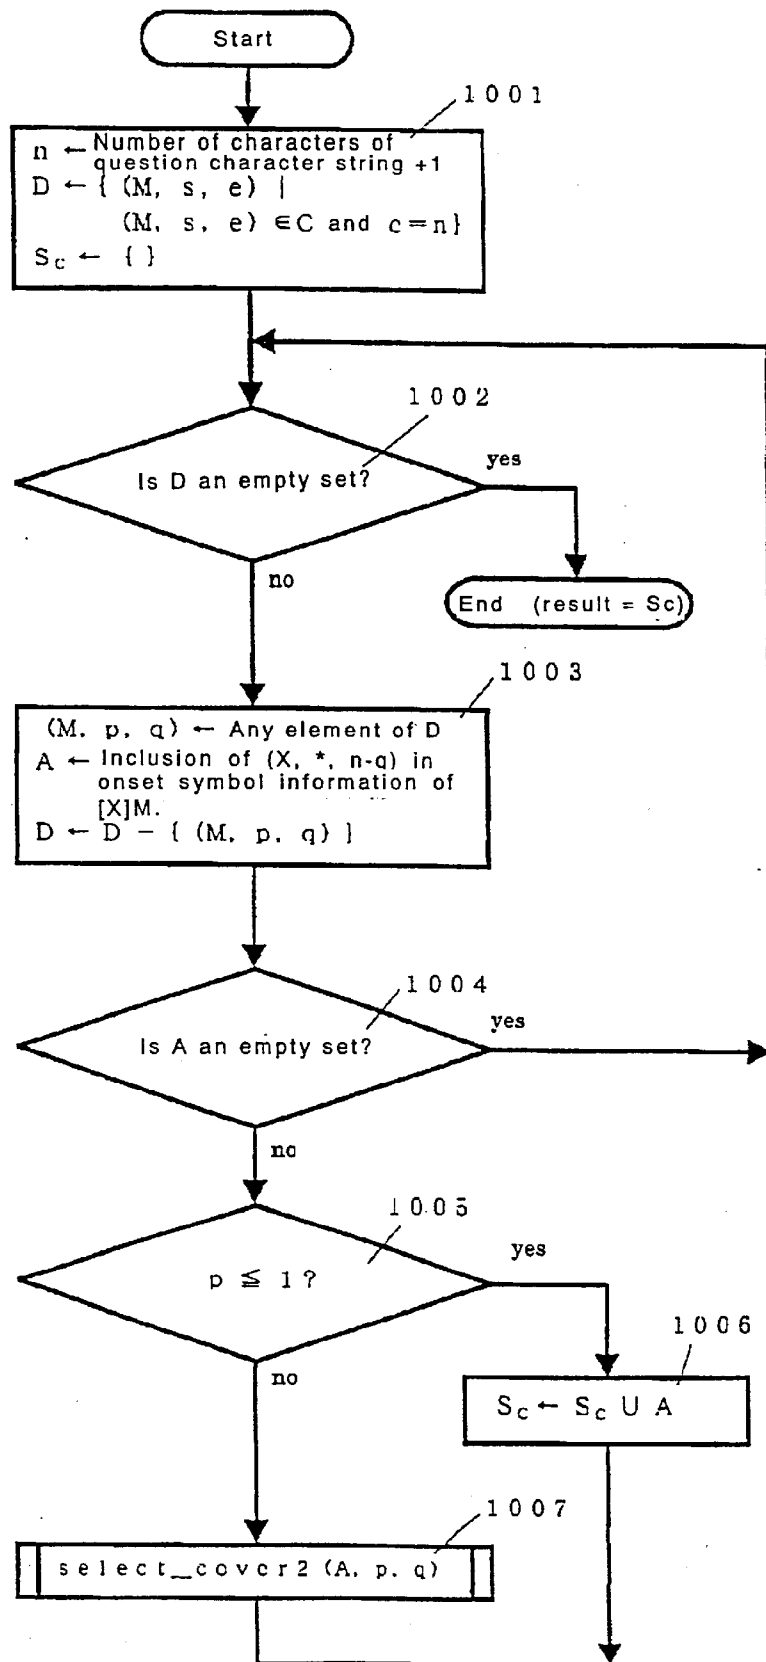 Start
1001
n ← Number of characters of
question character string +1
D ← { (M, s, e) |
(M, s, e) ∈C and c=n}
Sc ← { }
1002
Is D an empty set?
yes
no
End (result = Sc)
1003
(M, p, q) ← Any element of D
A ← Inclusion of (X, *, n-q) in
onset symbol information of
[X]M.
D ← D − { (M, p, q) }
1004
Is A an empty set?
yes
no
1005
p ≦ 1?
yes
no
1006
Sc ← Sc ∪ A
1007
select_cover2 (A, p, q)